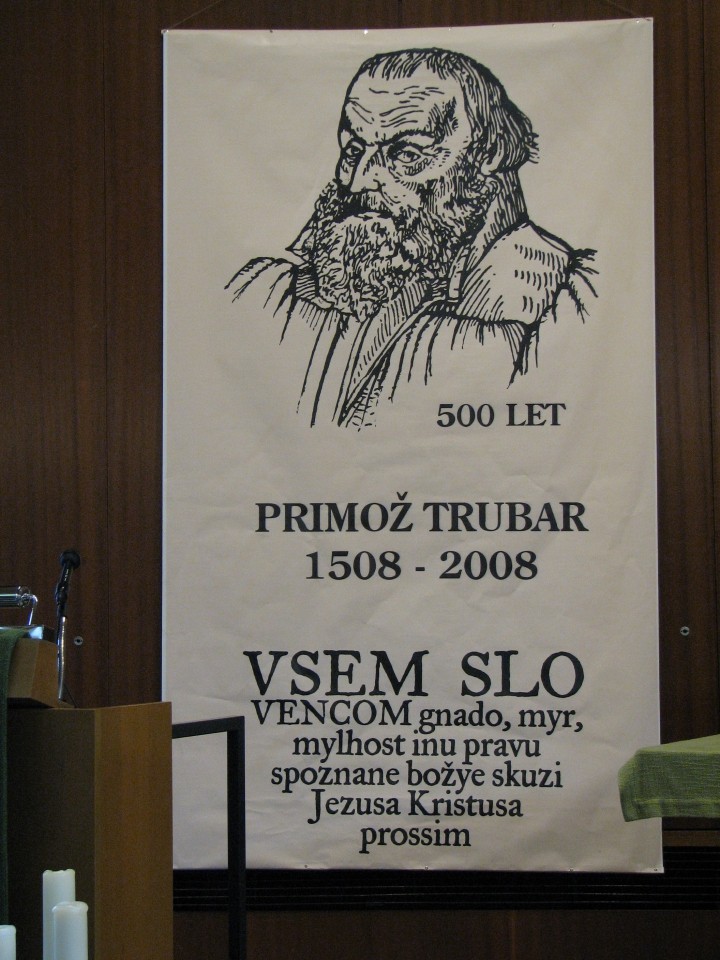 500 LET
PRIMOŽ TRUBAR
1508 - 2008
VSEM SLO
VENCOM gnado, myr,
mylhost inu pravu
spoznane božye skuzi
Jezusa Kristusa
prossim